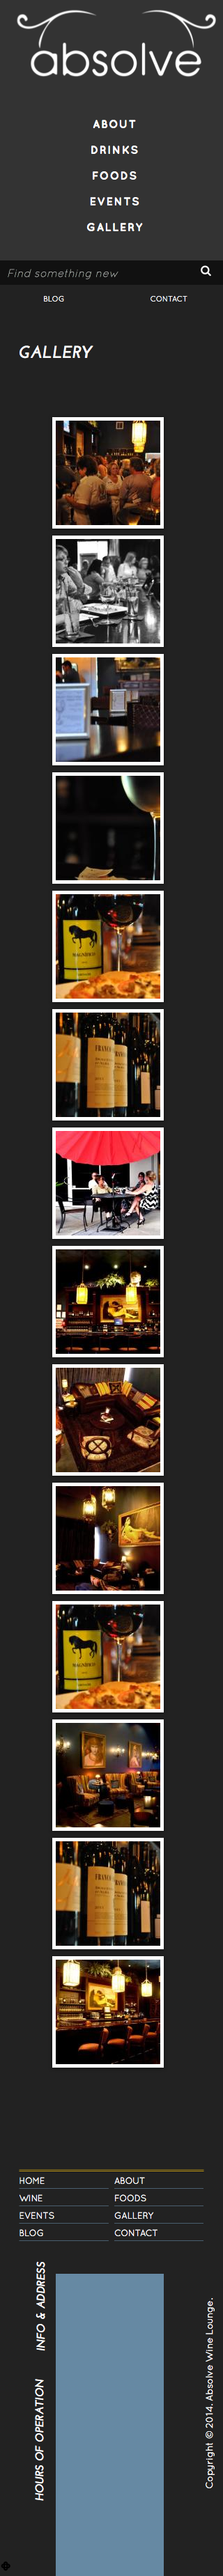 absolve
ABOUT
DRINKS
FOODS
EVENTS
GALLERY
Find something new
BLOG
CONTACT
GALLERY
HOME
ABOUT
WINE
FOODS
EVENTS
GALLERY
BLOG
CONTACT
INFO & ADDRESS
HOURS OF OPERATION
Copyright © 2014. Absolve Wine Lounge.